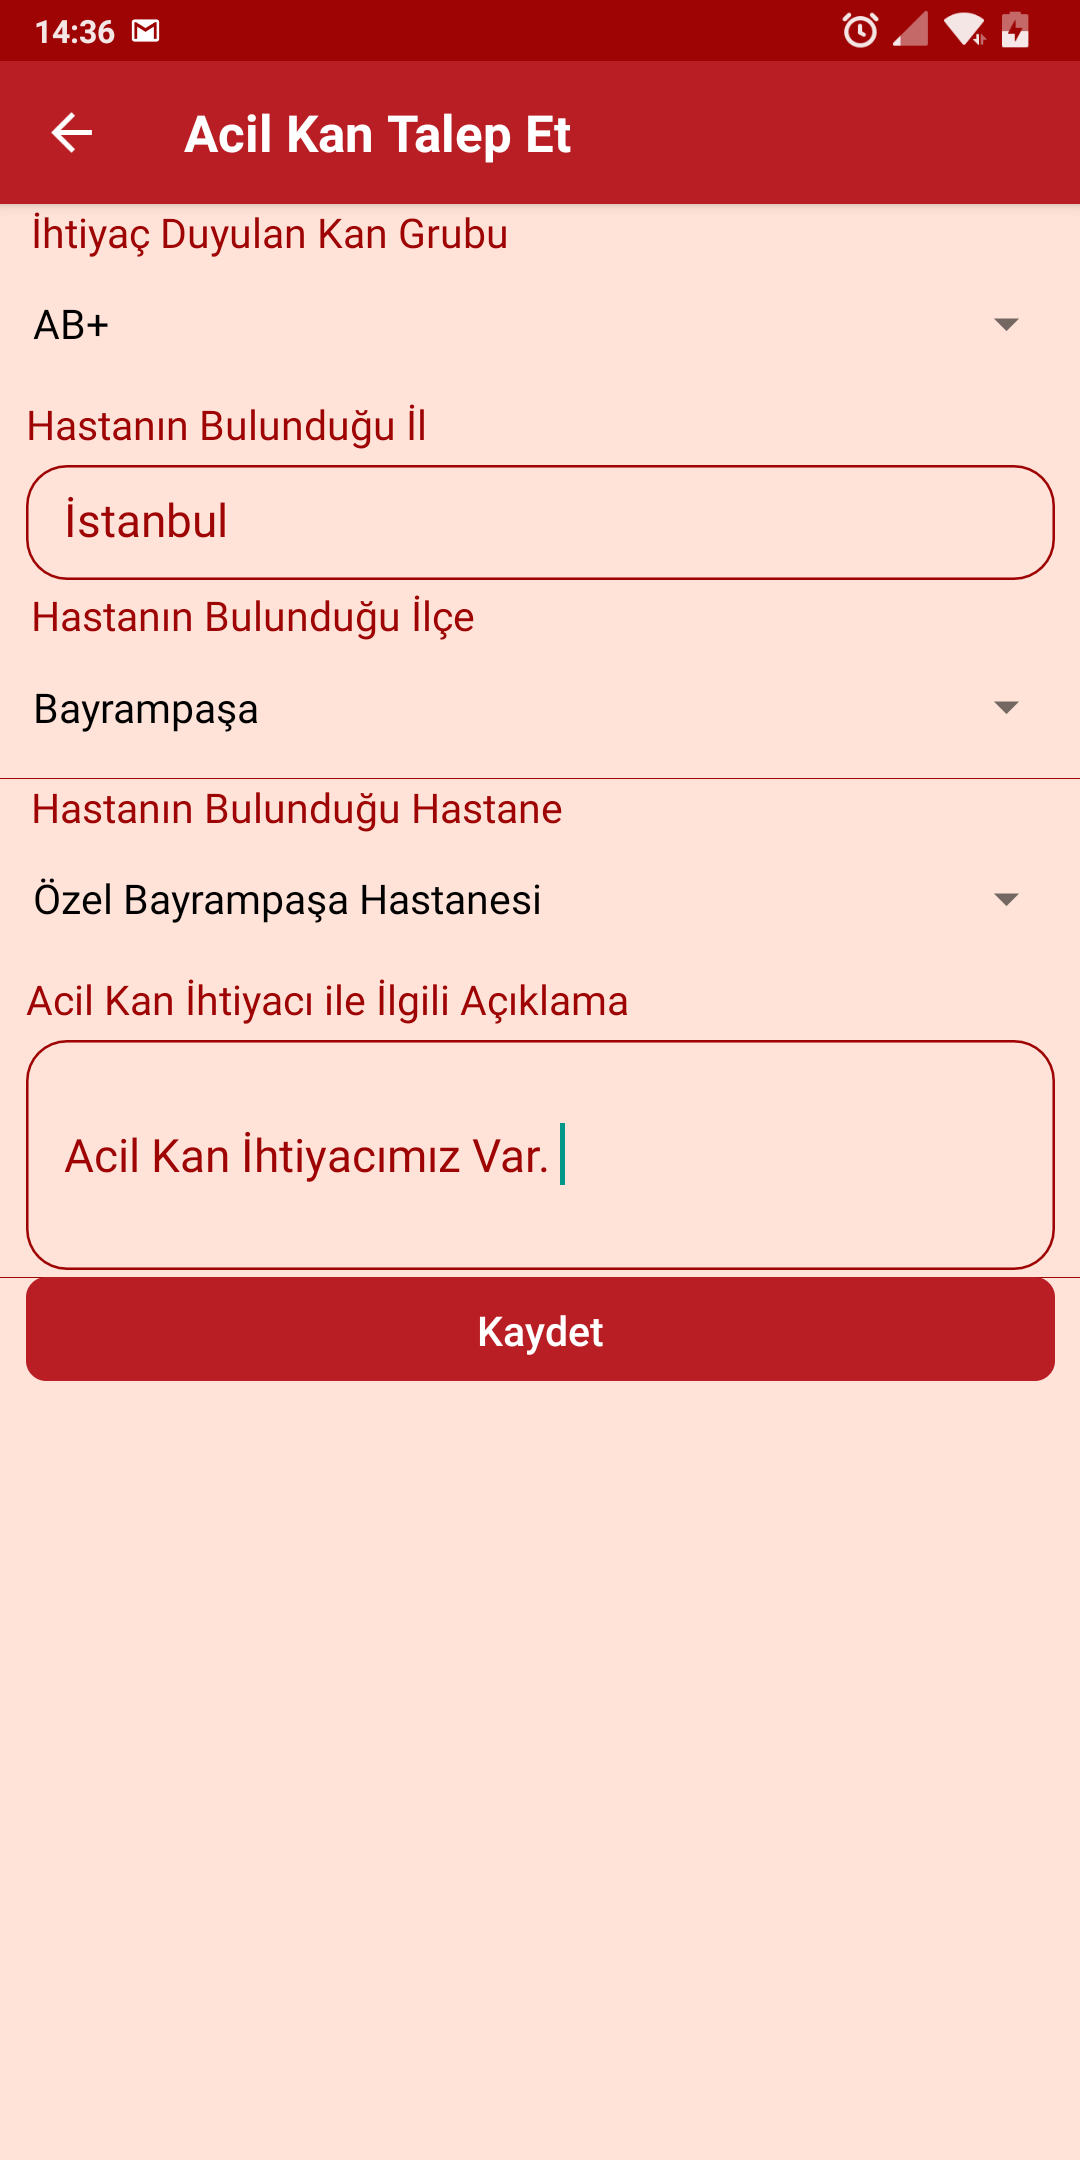 14:36
Acil Kan Talep Et
İhtiyaç Duyulan Kan Grubu
AB+
Hastanın Bulunduğu İl
İstanbul
Hastanın Bulunduğu İlçe
Bayrampaşa
Hastanın Bulunduğu Hastane
Özel Bayrampaşa Hastanesi
Acil Kan İhtiyacı ile İlgili Açıklama
Acil Kan İhtiyacımız Var.
Kaydet